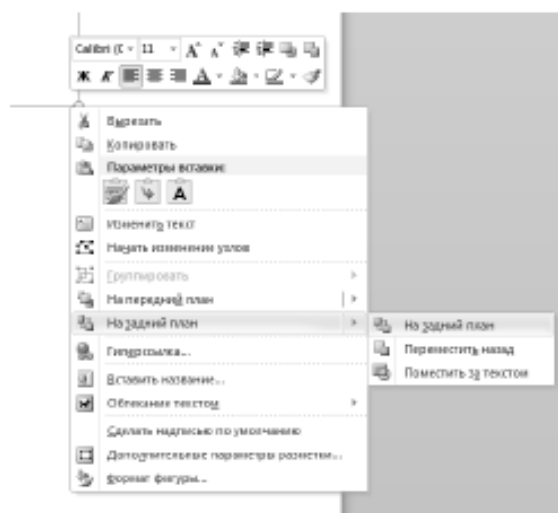 Calibri (С 11
Ж К
Вырезать
Копировать
Параметры вставки:
Изменить текст
Начать изменение узлов
Группировать
На передний план
На задний план
На задний план
Гиперссылка...
Переместить назад
Поместить за текстом
Вставить название...
Обтекание текстом
Сделать надписью по умолчанию
Дополнительные параметры разметки...
Формат фигуры...